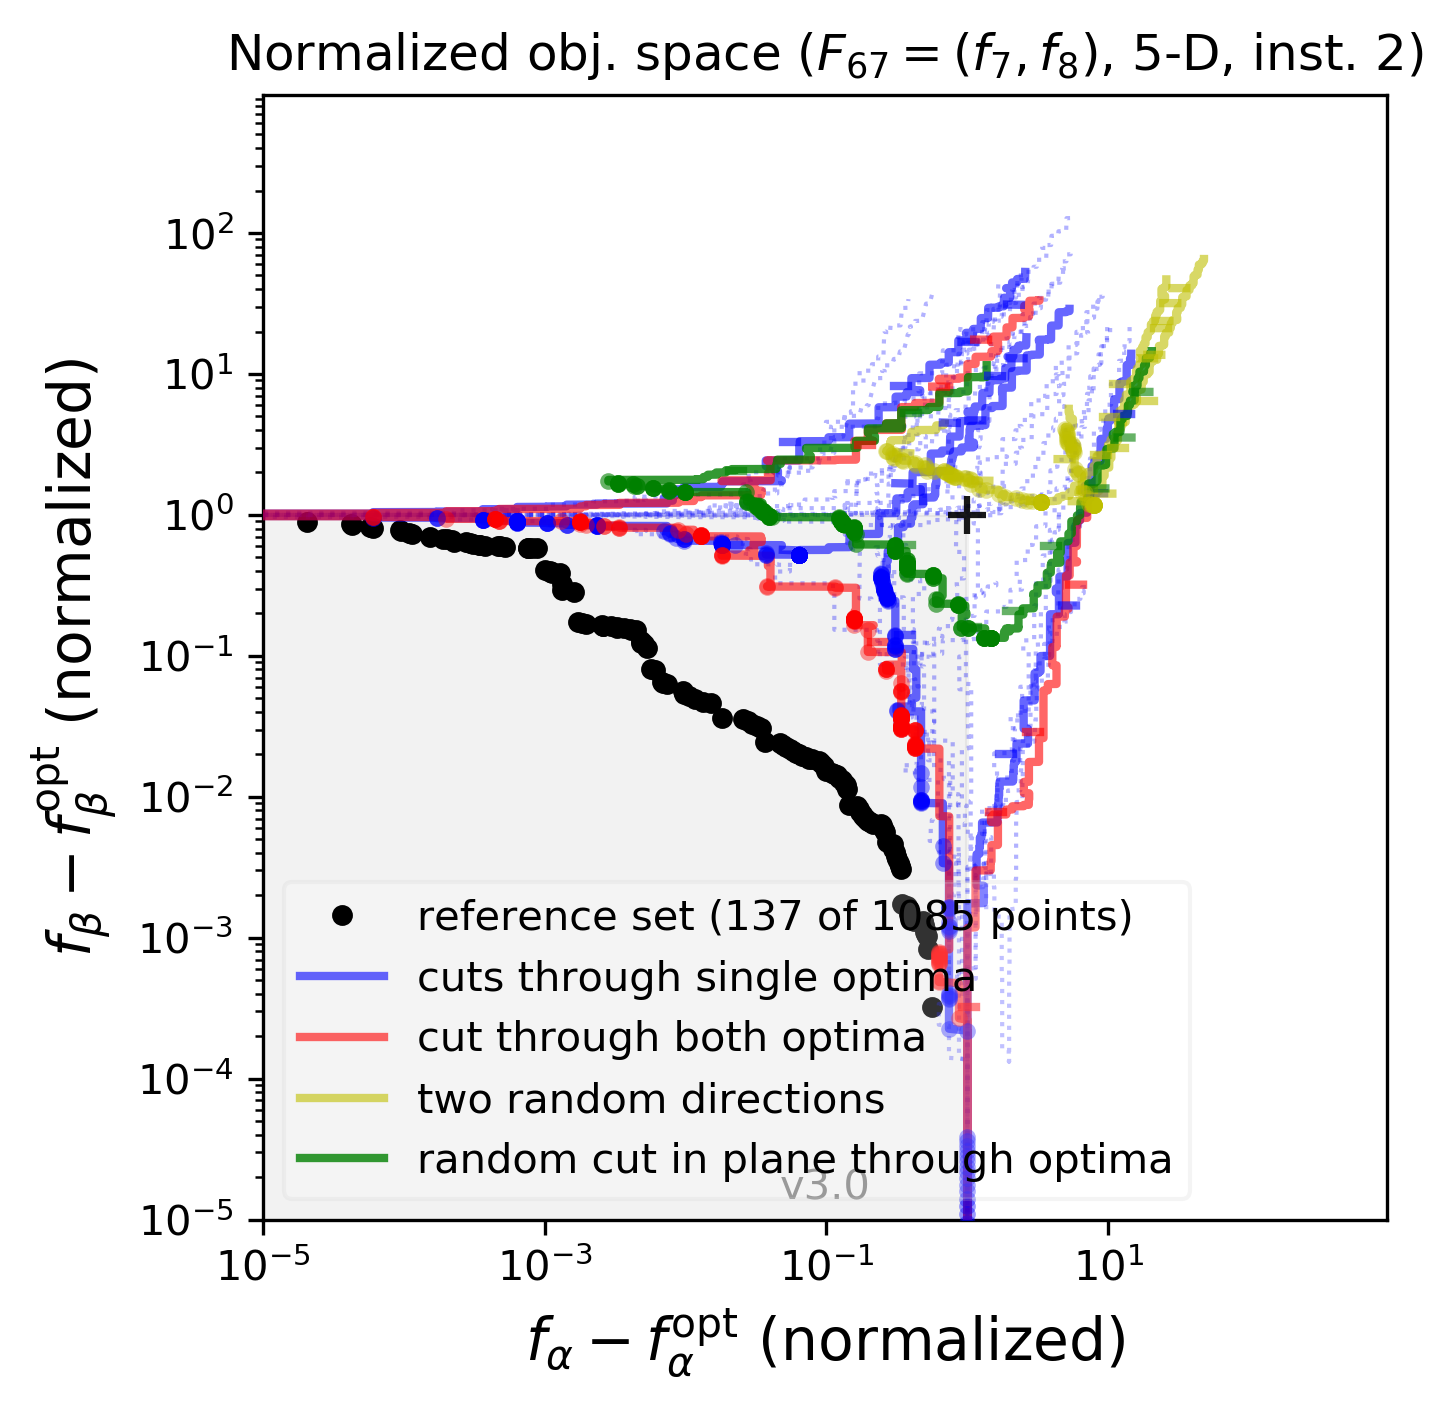 Normalized obj. space (F₆₇ = (f₇, f₈), 5-D, inst. 2)
f_β − f_β^opt (normalized)
10²
10¹
10⁰
10⁻¹
10⁻²
10⁻³
10⁻⁴
10⁻⁵
reference set (137 of 1085 points)
cuts through single optima
cut through both optima
two random directions
random cut in plane through optima
v3.0
10⁻⁵ 10⁻³ 10⁻¹ 10¹
f_α − f_α^opt (normalized)